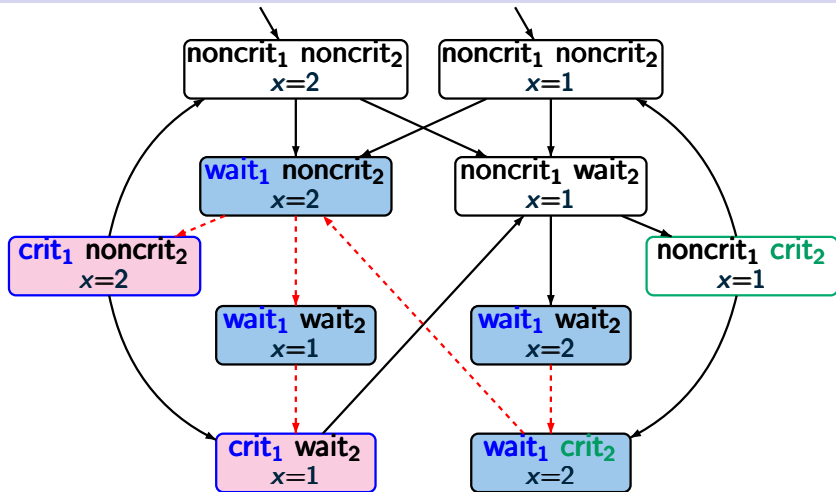 noncrit₁ noncrit₂
x=2
noncrit₁ noncrit₂
x=1
wait₁ noncrit₂
x=2
noncrit₁ wait₂
x=1
crit₁ noncrit₂
x=2
noncrit₁ crit₂
x=1
wait₁ wait₂
x=1
wait₁ wait₂
x=2
crit₁ wait₂
x=1
wait₁ crit₂
x=2